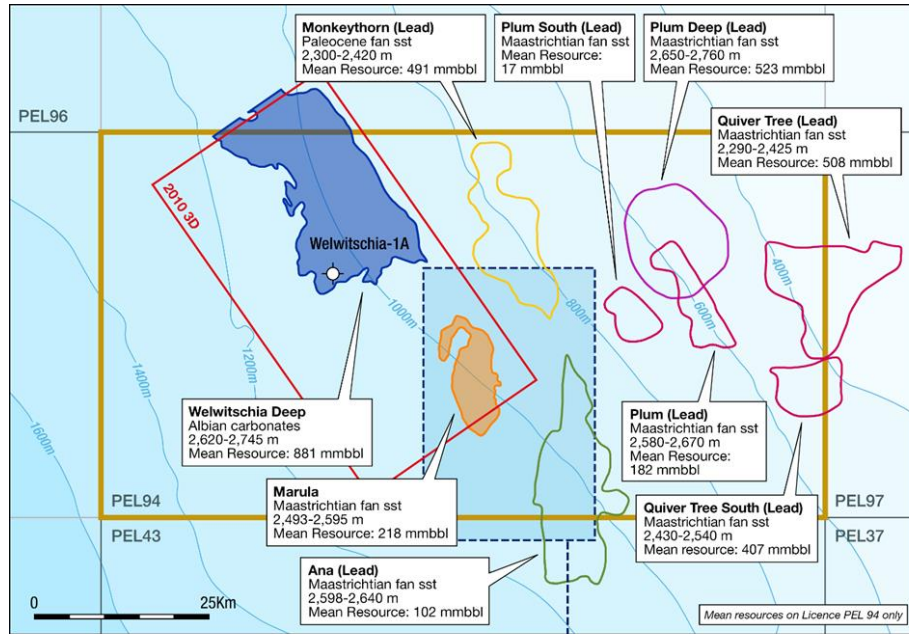 Monkeythorn (Lead)
Paleocene fan sst
2,300-2,420 m
Mean Resource: 491 mmbbl
Plum South (Lead)
Maastrichtian fan sst
Mean Resource:
17 mmbbl
Plum Deep (Lead)
Maastrichtian fan sst
2,650-2,760 m
Mean Resource: 523 mmbbl
Quiver Tree (Lead)
Maastrichtian fan sst
2,290-2,425 m
Mean Resource: 508 mmbbl
PEL96
2010 3D
Welwitschia-1A
1000m
800m
600m
400m
1200m
1400m
1600m
Welwitschia Deep
Albian carbonates
2,620-2,745 m
Mean Resource: 881 mmbbl
Plum (Lead)
Maastrichtian fan sst
2,580-2,670 m
Mean Resource:
182 mmbbl
Marula
Maastrichtian fan sst
2,493-2,595 m
Mean Resource: 218 mmbbl
Quiver Tree South (Lead)
Maastrichtian fan sst
2,430-2,540 m
Mean resource: 407 mmbbl
PEL94
PEL97
PEL43
PEL37
Ana (Lead)
Maastrichtian fan sst
2,598-2,640 m
Mean Resource: 102 mmbbl
0 25Km
Mean resources on Licence PEL 94 only